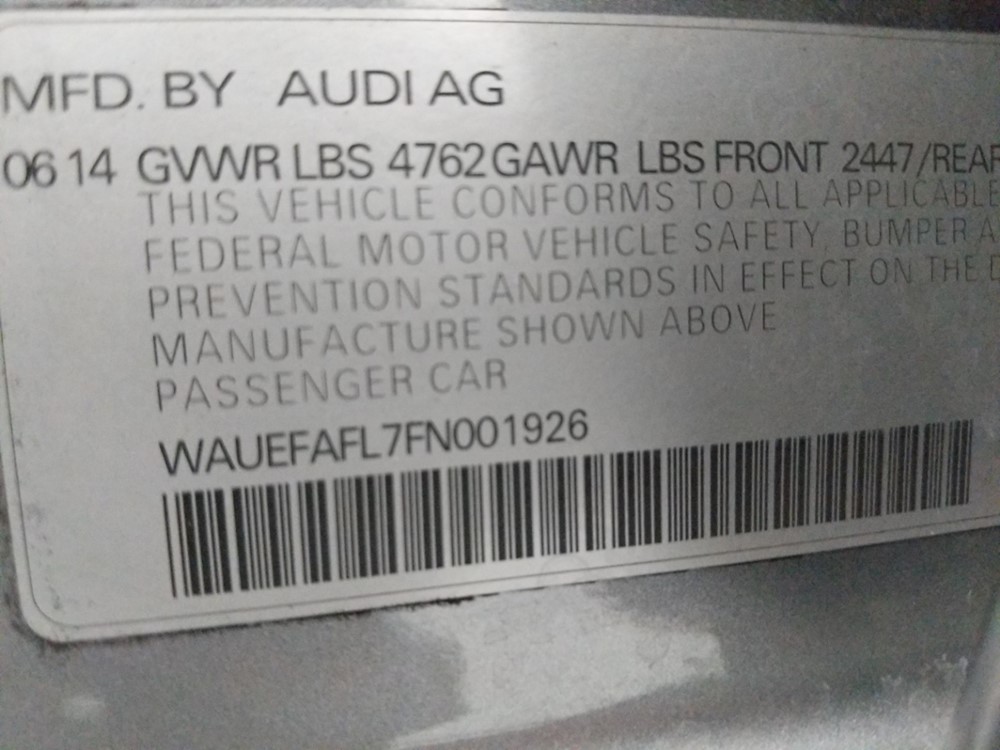 MFD. BY AUDI AG
06 14 GVWR LBS 4762 GAWR LBS FRONT 2447/REAR
THIS VEHICLE CONFORMS TO ALL APPLICABLE
FEDERAL MOTOR VEHICLE SAFETY, BUMPER A
PREVENTION STANDARDS IN EFFECT ON THE D
MANUFACTURE SHOWN ABOVE
PASSENGER CAR
WAUEFAFL7FN001926